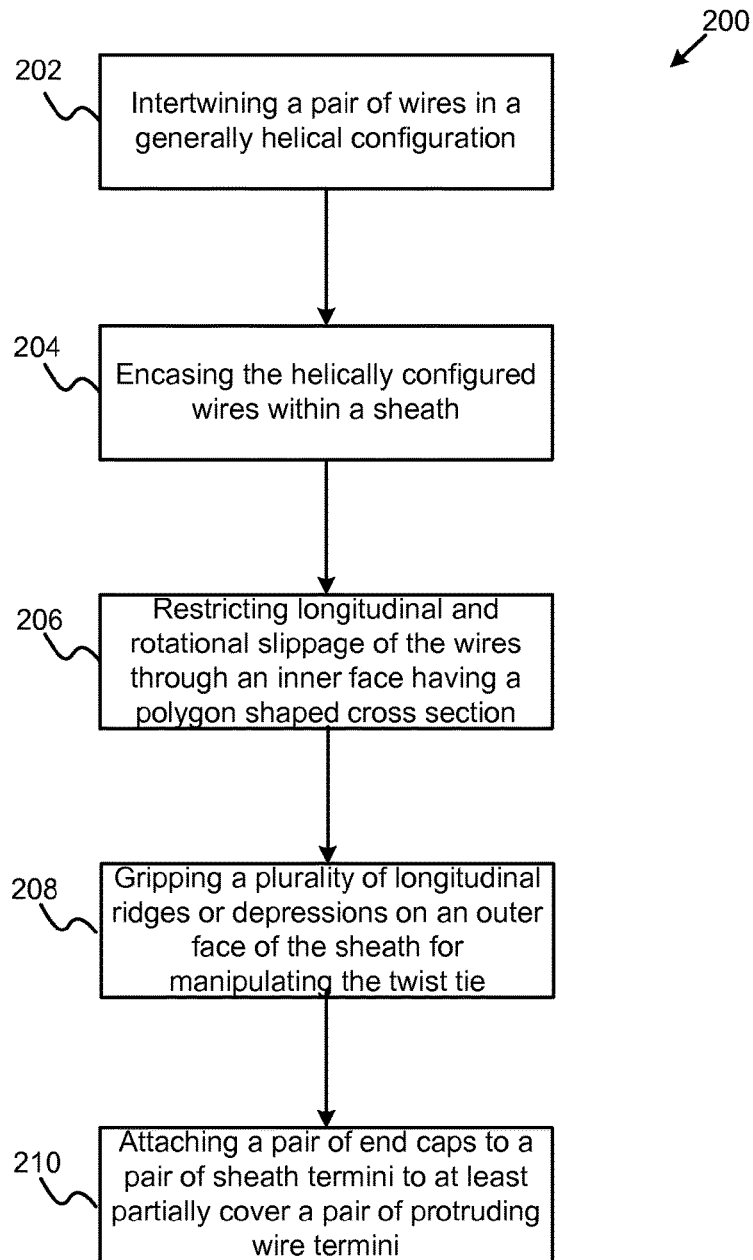 200
202
Intertwining a pair of wires in a
generally helical configuration
204
Encasing the helically configured
wires within a sheath
206
Restricting longitudinal and
rotational slippage of the wires
through an inner face having a
polygon shaped cross section
208
Gripping a plurality of longitudinal
ridges or depressions on an outer
face of the sheath for
manipulating the twist tie
210
Attaching a pair of end caps to a
pair of sheath termini to at least
partially cover a pair of protruding
wire termini